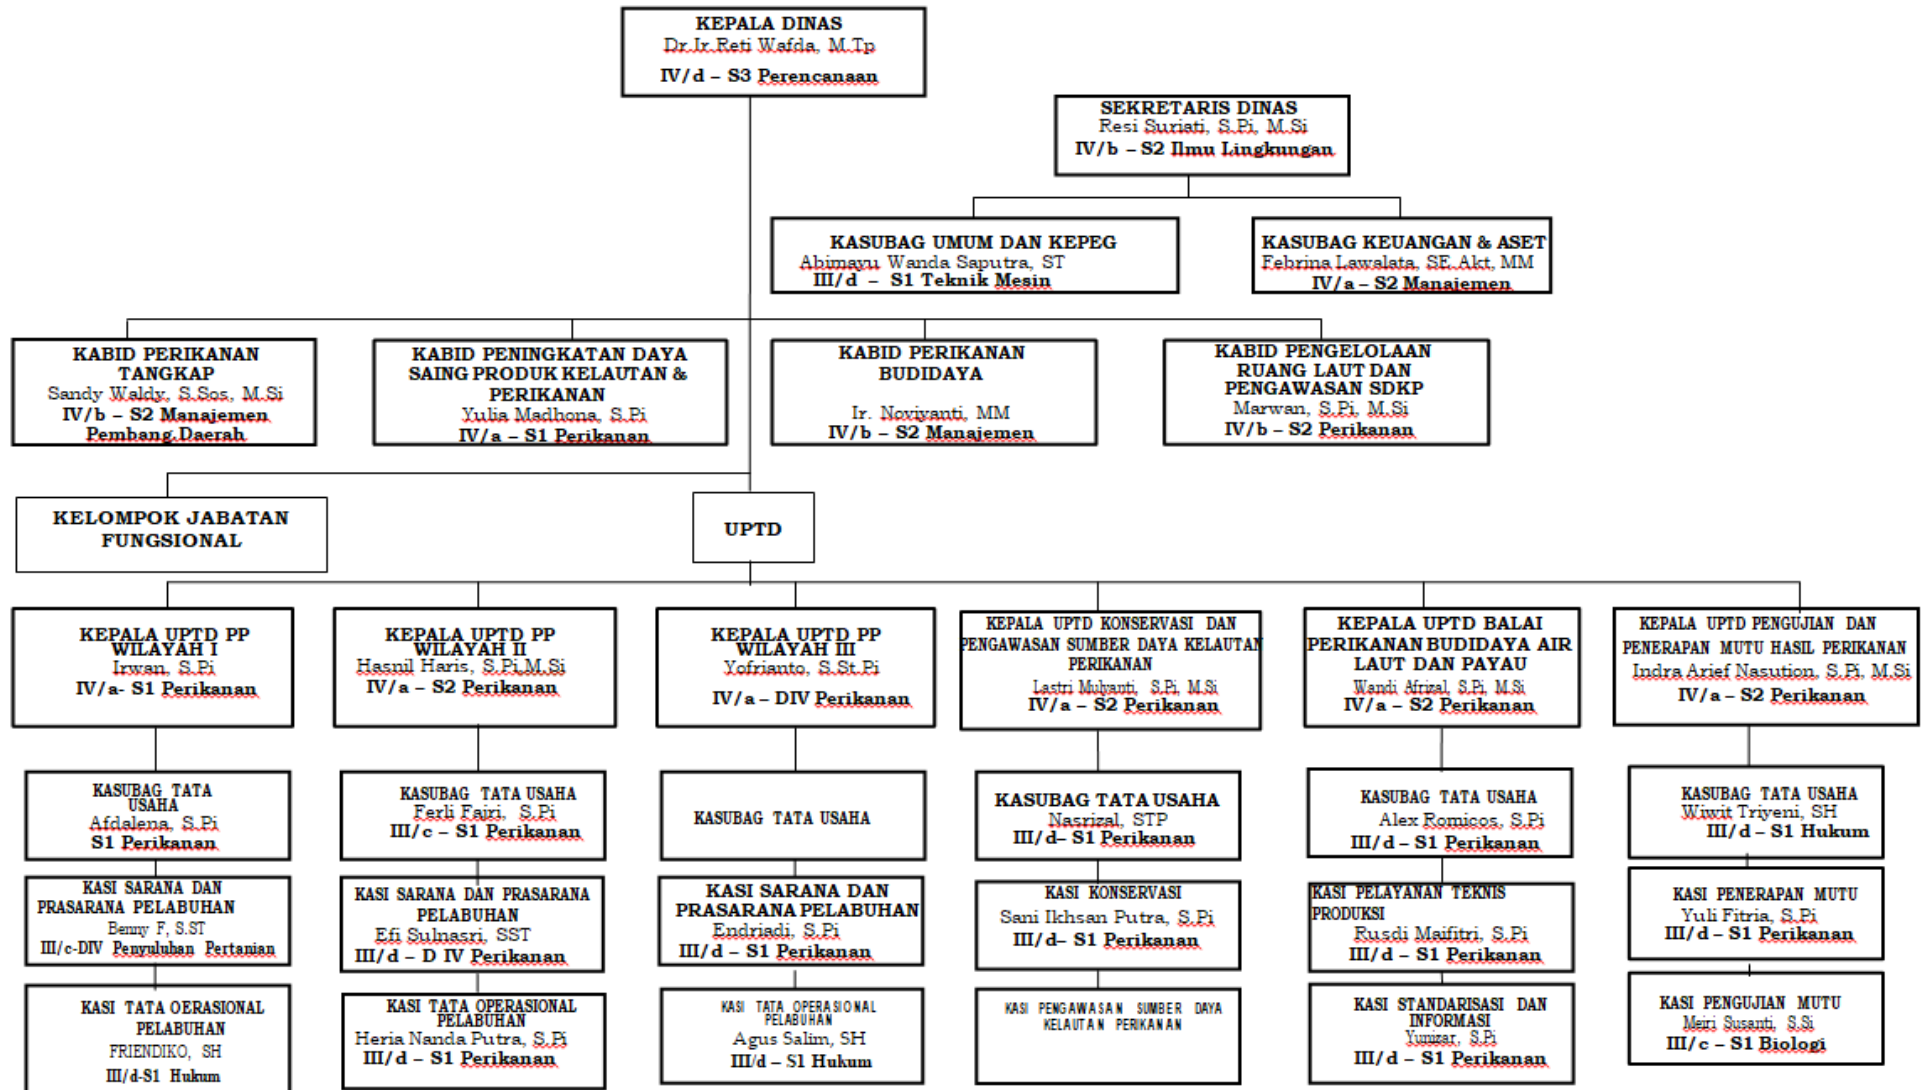 KEPALA DINAS
Dr.Ir.Reti Wafda, M.Tp
IV/d – S3 Perencanaan
SEKRETARIS DINAS
Resi Suriati, S.Pi, M.Si
IV/b – S2 Ilmu Lingkungan
KASUBAG UMUM DAN KEPEG
Abimayu Wanda Saputra, ST
III/d – S1 Teknik Mesin
KASUBAG KEUANGAN & ASET
Febrina Lawalata, SE.Akt, MM
IV/a – S2 Manajemen
KABID PERIKANAN
TANGKAP
Sandy Waldy, S.Sos, M.Si
IV/b – S2 Manajemen
Pembang.Daerah
KABID PENINGKATAN DAYA
SAING PRODUK KELAUTAN &
PERIKANAN
Yulia Madhona, S.Pi
IV/a – S1 Perikanan
KABID PERIKANAN
BUDIDAYA
Ir. Noviyanti, MM
IV/b – S2 Manajemen
KABID PENGELOLAAN
RUANG LAUT DAN
PENGAWASAN SDKP
Marwan, S.Pi, M.Si
IV/b – S2 Perikanan
KELOMPOK JABATAN
FUNGSIONAL
UPTD
KEPALA UPTD PP
WILAYAH I
Irwan, S.Pi
IV/a- S1 Perikanan
KEPALA UPTD PP
WILAYAH II
Hasnil Haris, S.Pi,M.Si
IV/a – S2 Perikanan
KEPALA UPTD PP
WILAYAH III
Yofrianto, S.St.Pi
IV/a – DIV Perikanan
KEPALA UPTD KONSERVASI DAN
PENGAWASAN SUMBER DAYA KELAUTAN
PERIKANAN
Lastri Mulyanti, S.Pi, M.Si
IV/a – S2 Perikanan
KEPALA UPTD BALAI
PERIKANAN BUDIDAYA AIR
LAUT DAN PAYAU
Wandi Afrizal, S.Pi, M.Si
IV/a – S2 Perikanan
KEPALA UPTD PENGUJIAN DAN
PENERAPAN MUTU HASIL PERIKANAN
Indra Arief Nasution, S.Pi, M.Si
IV/a – S2 Perikanan
KASUBAG TATA
USAHA
Afdalena, S.Pi
S1 Perikanan
KASUBAG TATA USAHA
Ferli Fajri, S.Pi
III/c – S1 Perikanan
KASUBAG TATA USAHA
KASUBAG TATA USAHA
Nasrizal, STP
III/d– S1 Perikanan
KASUBAG TATA USAHA
Alex Romicos, S.Pi
III/d – S1 Perikanan
KASUBAG TATA USAHA
Wiwit Triyeni, SH
III/d – S1 Hukum
KASI SARANA DAN
PRASARANA PELABUHAN
Benny F, S.ST
III/c-DIV Penyuluhan Pertanian
KASI SARANA DAN PRASARANA
PELABUHAN
Efi Sulnasri, SST
III/d – D IV Perikanan
KASI SARANA DAN
PRASARANA PELABUHAN
Endriadi, S.Pi
III/d – S1 Perikanan
KASI KONSERVASI
Sani Ikhsan Putra, S.Pi
III/d– S1 Perikanan
KASI PELAYANAN TEKNIS
PRODUKSI
Rusdi Maifitri, S.Pi
III/d – S1 Perikanan
KASI PENERAPAN MUTU
Yuli Fitria, S.Pi
III/d – S1 Perikanan
KASI TATA OERASIONAL
PELABUHAN
FRIENDIKO, SH
III/d-S1 Hukum
KASI TATA OPERASIONAL
PELABUHAN
Heria Nanda Putra, S.Pi
III/d – S1 Perikanan
KASI TATA OPERASIONAL
PELABUHAN
Agus Salim, SH
III/d – S1 Hukum
KASI PENGAWASAN SUMBER DAYA
KELAUTAN PERIKANAN
KASI STANDARISASI DAN
INFORMASI
Yunizar, S.Pi
III/d – S1 Perikanan
KASI PENGUJIAN MUTU
Meiri Susanti, S.Si
III/c – S1 Biologi